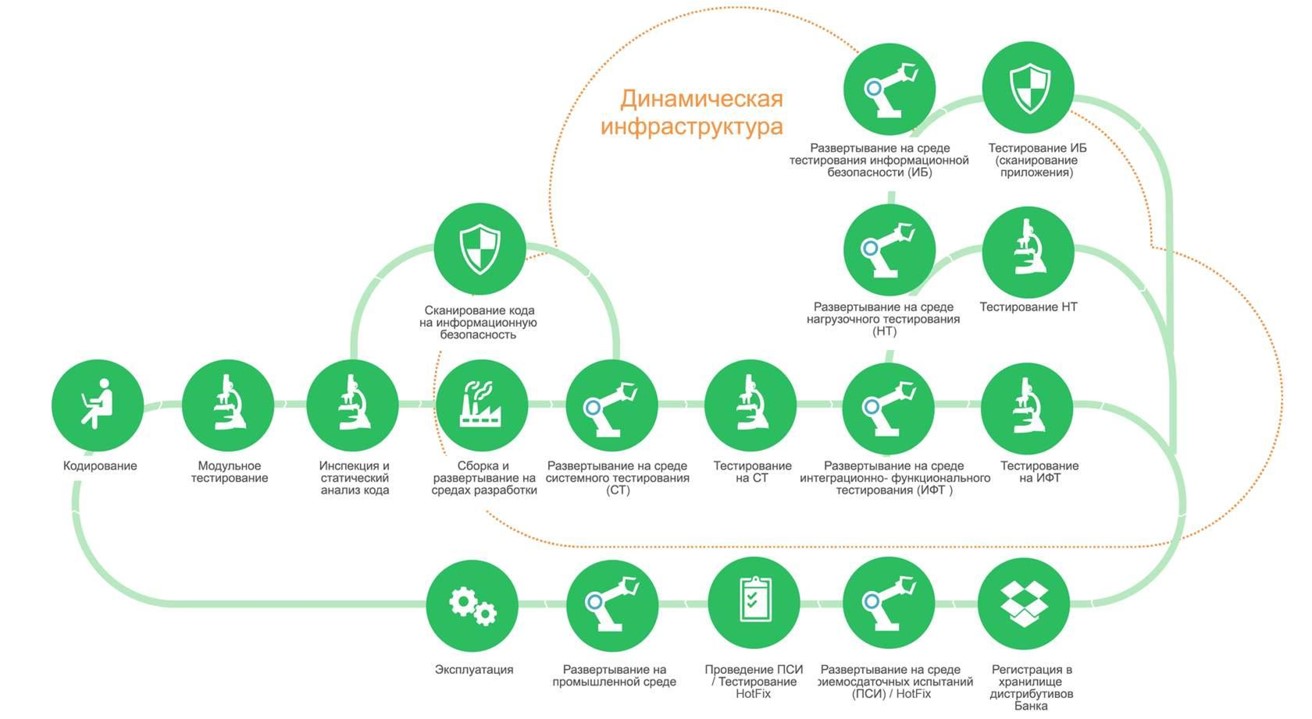 Динамическая
инфраструктура
Развертывание на среде
тестирования информационной
безопасности (ИБ)
Тестирование ИБ
(сканирование
приложения)
Сканирование кода
на информационную
безопасность
Развертывание на среде
нагрузочного тестирования
(НТ)
Тестирование НТ
Кодирование
Модульное
тестирование
Инспекция и
статический
анализ кода
Сборка и
развертывание на
средах разработки
Развертывание на среде
системного тестирования
(СТ)
Тестирование
на СТ
Развертывание на среде
интеграционно- функционального
тестирования (ИФТ )
Тестирование
на ИФТ
Эксплуатация
Развертывание на
промышленной среде
Проведение ПСИ
/ Тестирование
HotFix
Развертывание на среде
иемосдаточных испытаний
(ПСИ) / HotFix
Регистрация в
хранилище
дистрибутивов
Банка